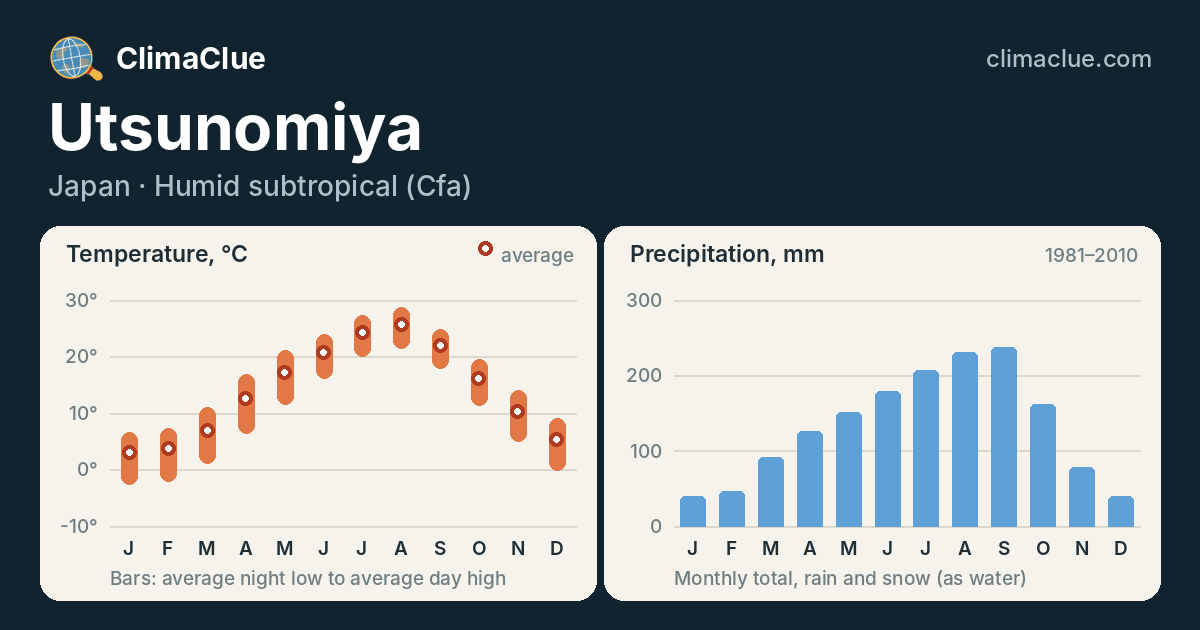 ClimaClue
climaclue.com
Utsunomiya
Japan · Humid subtropical (Cfa)
Temperature, °C
average
30°
20°
10°
0°
-10°
J F M A M J J A S O N D
Bars: average night low to average day high
Precipitation, mm
1981–2010
300
200
100
0
J F M A M J J A S O N D
Monthly total, rain and snow (as water)